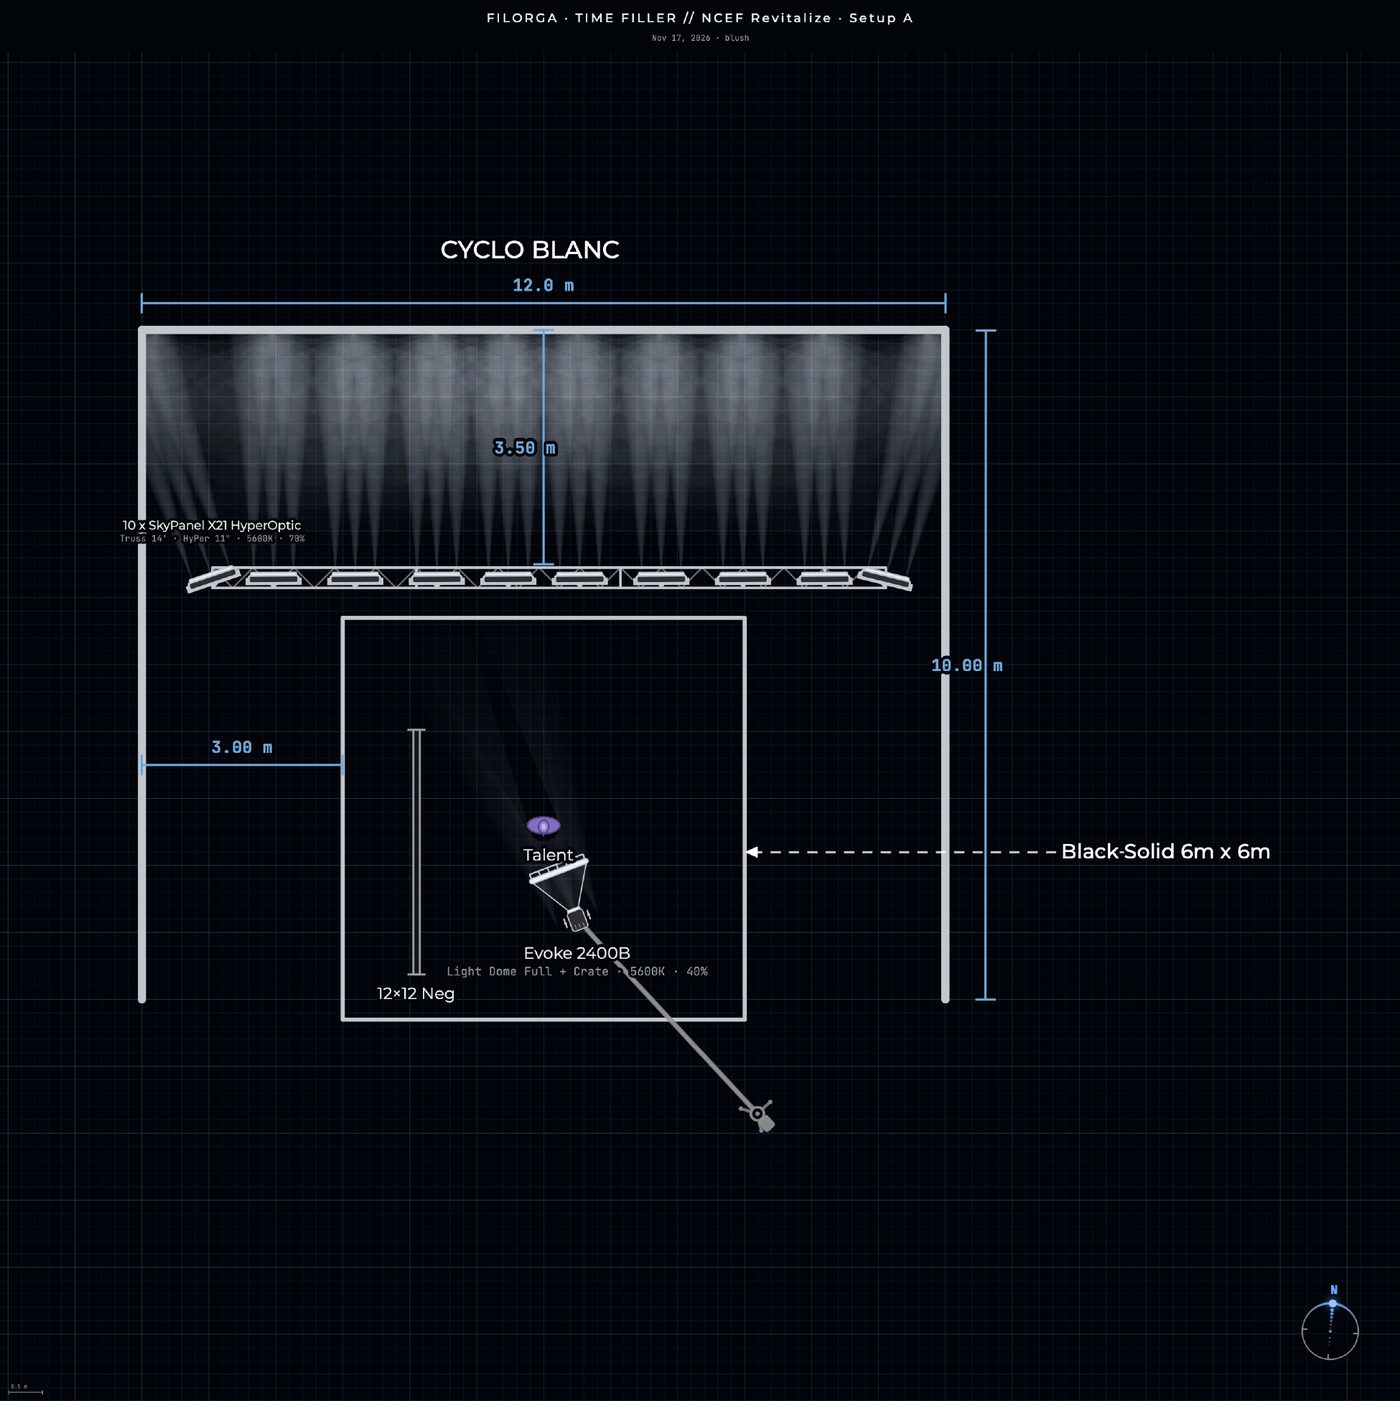 FILORGA · TIME FILLER // NCEF Revitalize · Setup A
Nov 17, 2026 · blush
CYCLO BLANC
12.0 m
3.50 m
10 x SkyPanel X21 HyperOptic
Truss 14' · HyPer 11° · 5600K · 70%
10.00 m
3.00 m
Talent
Black Solid 6m x 6m
Evoke 2400B
Light Dome Full + Crate · 5600K · 40%
12×12 Neg
N
0.5 m